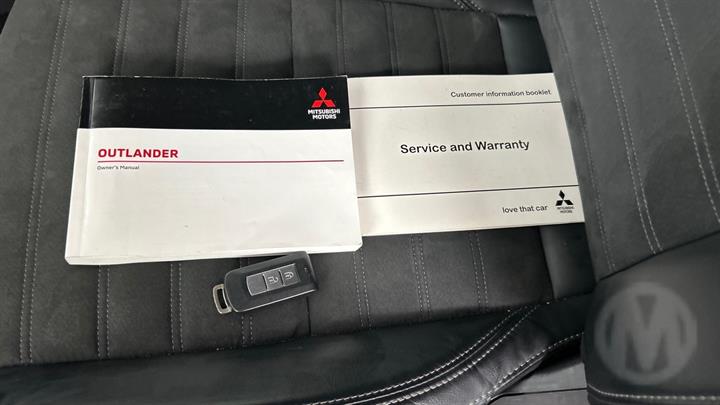 MITSUBISHI
MOTORS
OUTLANDER
Owner's Manual
Customer information booklet
Service and Warranty
love that car
MITSUBISHI
MOTORS
M